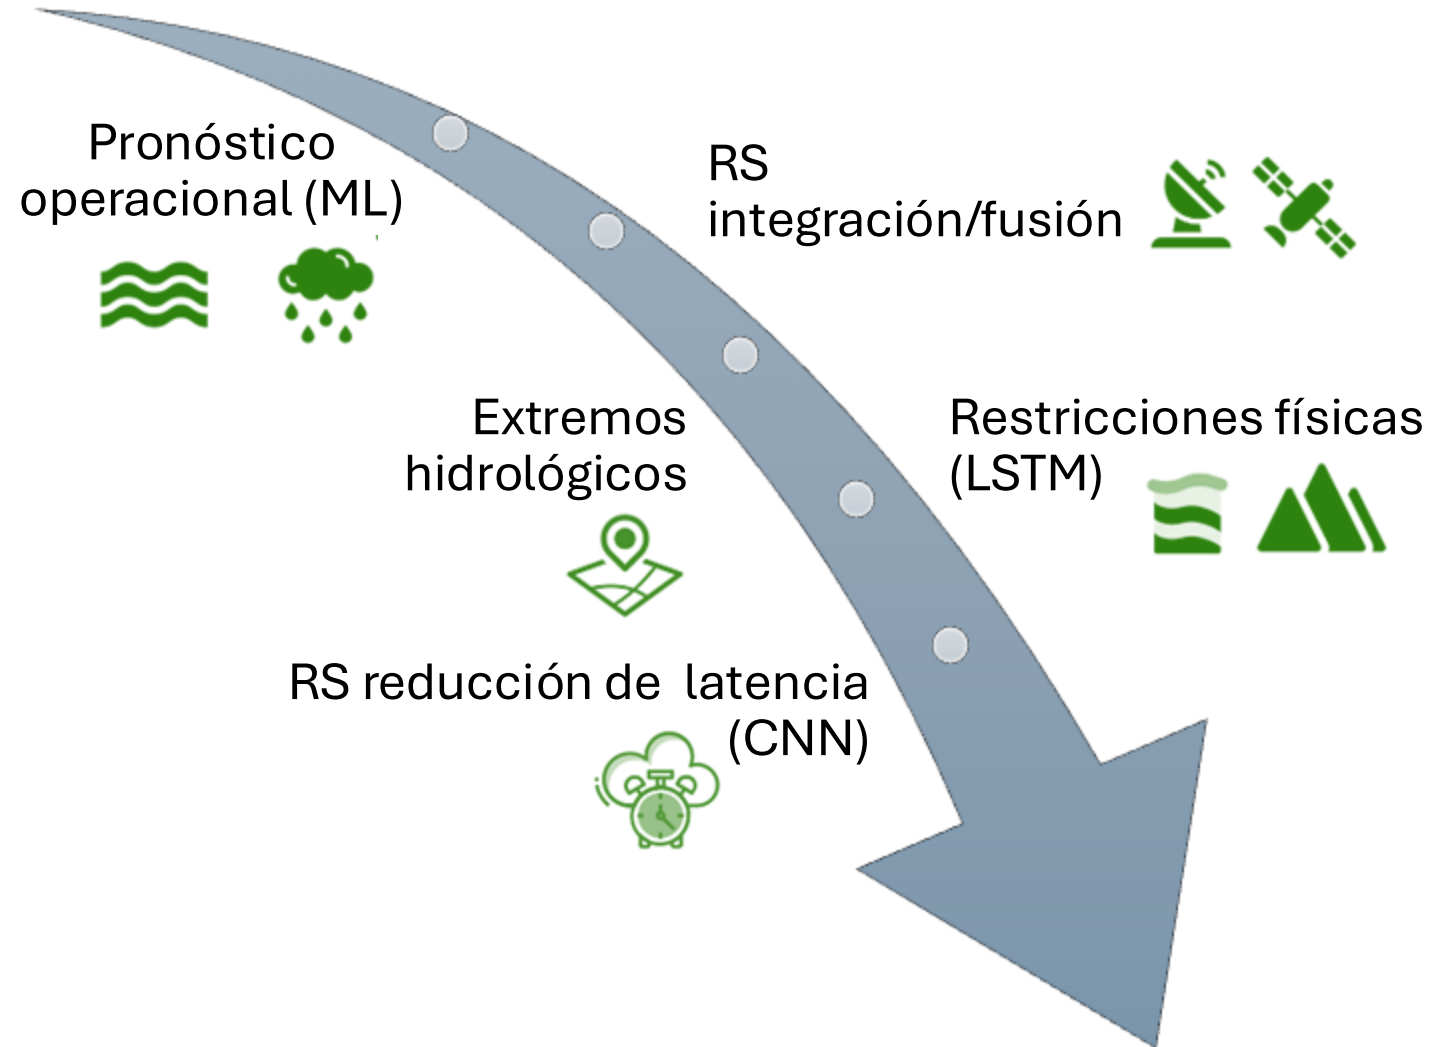 Pronóstico
operacional (ML)
RS
integración/fusión
Extremos
hidrológicos
Restricciones físicas
(LSTM)
RS reducción de  latencia
(CNN)